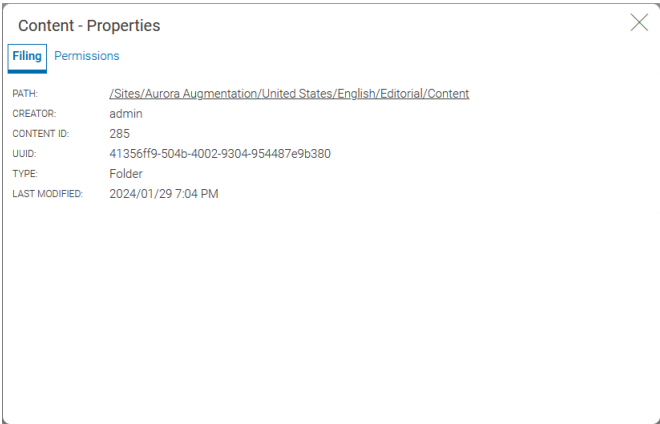 Content - Properties
Filing Permissions
PATH: /Sites/Aurora Augmentation/United States/English/Editorial/Content
CREATOR: admin
CONTENT ID: 285
UUID: 41356ff9-504b-4002-9304-954487e9b380
TYPE: Folder
LAST MODIFIED: 2024/01/29 7:04 PM